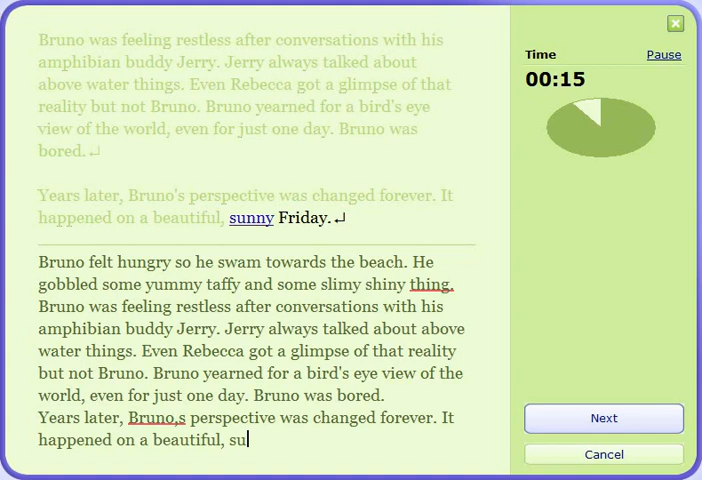 Bruno was feeling restless after conversations with his
amphibian buddy Jerry. Jerry always talked about
above water things. Even Rebecca got a glimpse of that
reality but not Bruno. Bruno yearned for a bird's eye
view of the world, even for just one day. Bruno was
bored.↵
Years later, Bruno's perspective was changed forever. It
happened on a beautiful, sunny Friday.↵
Bruno felt hungry so he swam towards the beach. He
gobbled some yummy taffy and some slimy shiny thing.
Bruno was feeling restless after conversations with his
amphibian buddy Jerry. Jerry always talked about above
water things. Even Rebecca got a glimpse of that reality
but not Bruno. Bruno yearned for a bird's eye view of the
world, even for just one day. Bruno was bored.
Years later, Bruno,s perspective was changed forever. It
happened on a beautiful, su
Time Pause
00:15
Next
Cancel